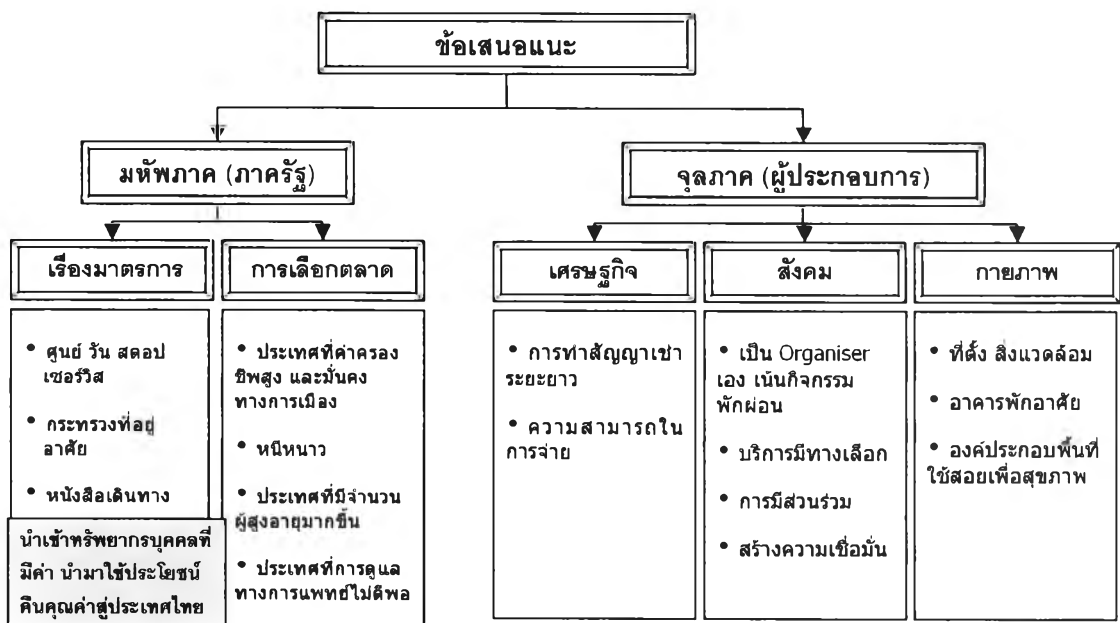 ข้อเสนอแนะ
มหัพภาค (ภาครัฐ)
จุลภาค (ผู้ประกอบการ)
เรื่องมาตรการ
การเลือกตลาด
เศรษฐกิจ
สังคม
กายภาพ
• ศูนย์ วัน สตอป
เซอร์วิส
• กระทรวงที่อยู่
อาศัย
• หนังสือเดินทาง
นำเข้าทรัพยากรบุคคลที่
มีค่า นำมาใช้ประโยชน์
คืนคุณค่าสู่ประเทศไทย
• ประเทศที่ค่าครอง
ชีพสูง และมั่นคง
ทางการเมือง
• หนีหนาว
• ประเทศที่มีจำนวน
ผู้สูงอายุมากขึ้น
• ประเทศที่การดูแล
ทางการแพทย์ไม่ดีพอ
• การทำสัญญาเช่า
ระยะยาว
• ความสามารถใน
การจ่าย
• เป็น Organiser
เอง เน้นกิจกรรม
พักผ่อน
• บริการมีทางเลือก
• การมีส่วนร่วม
• สร้างความเชื่อมั่น
• ที่ตั้ง สิ่งแวดล้อม
• อาคารพักอาศัย
• องค์ประกอบพื้นที่
ใช้สอยเพื่อสุขภาพ